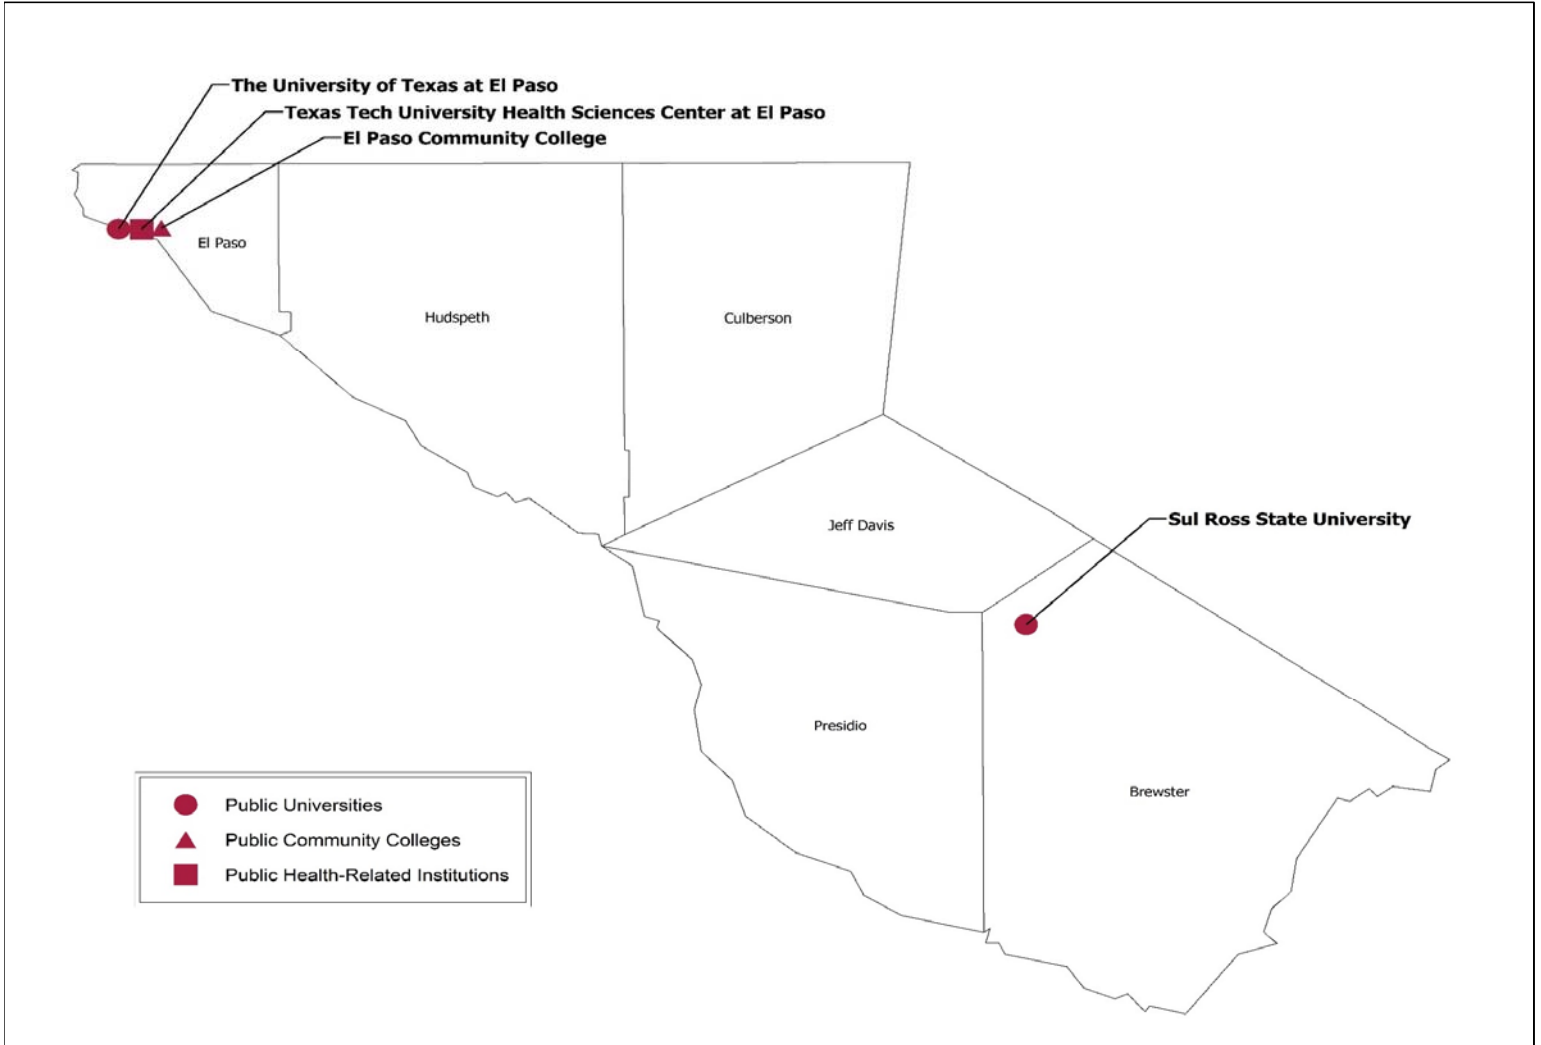 The University of Texas at El Paso
Texas Tech University Health Sciences Center at El Paso
El Paso Community College
El Paso
Hudspeth
Culberson
Jeff Davis
Sul Ross State University
Presidio
Brewster
Public Universities
Public Community Colleges
Public Health-Related Institutions